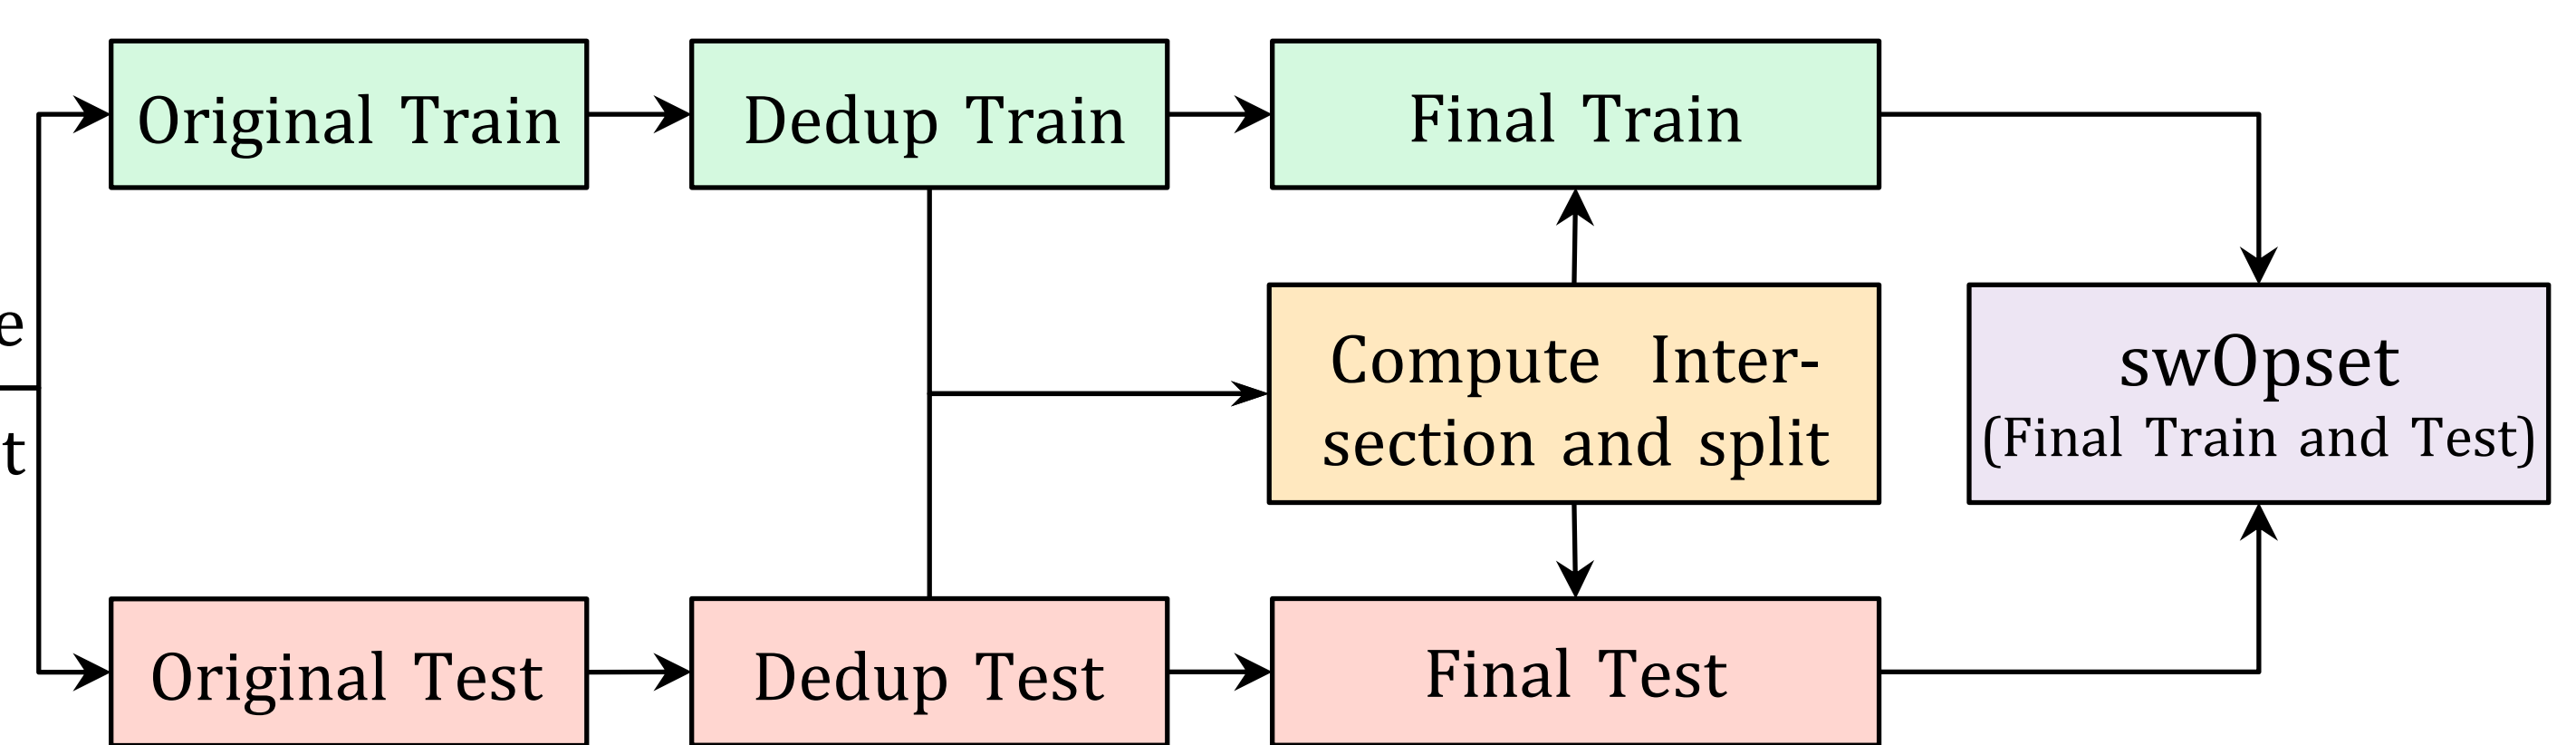 Original Train
Dedup Train
Final Train
e
t
Compute Inter-
section and split
swOpset
(Final Train and Test)
Original Test
Dedup Test
Final Test